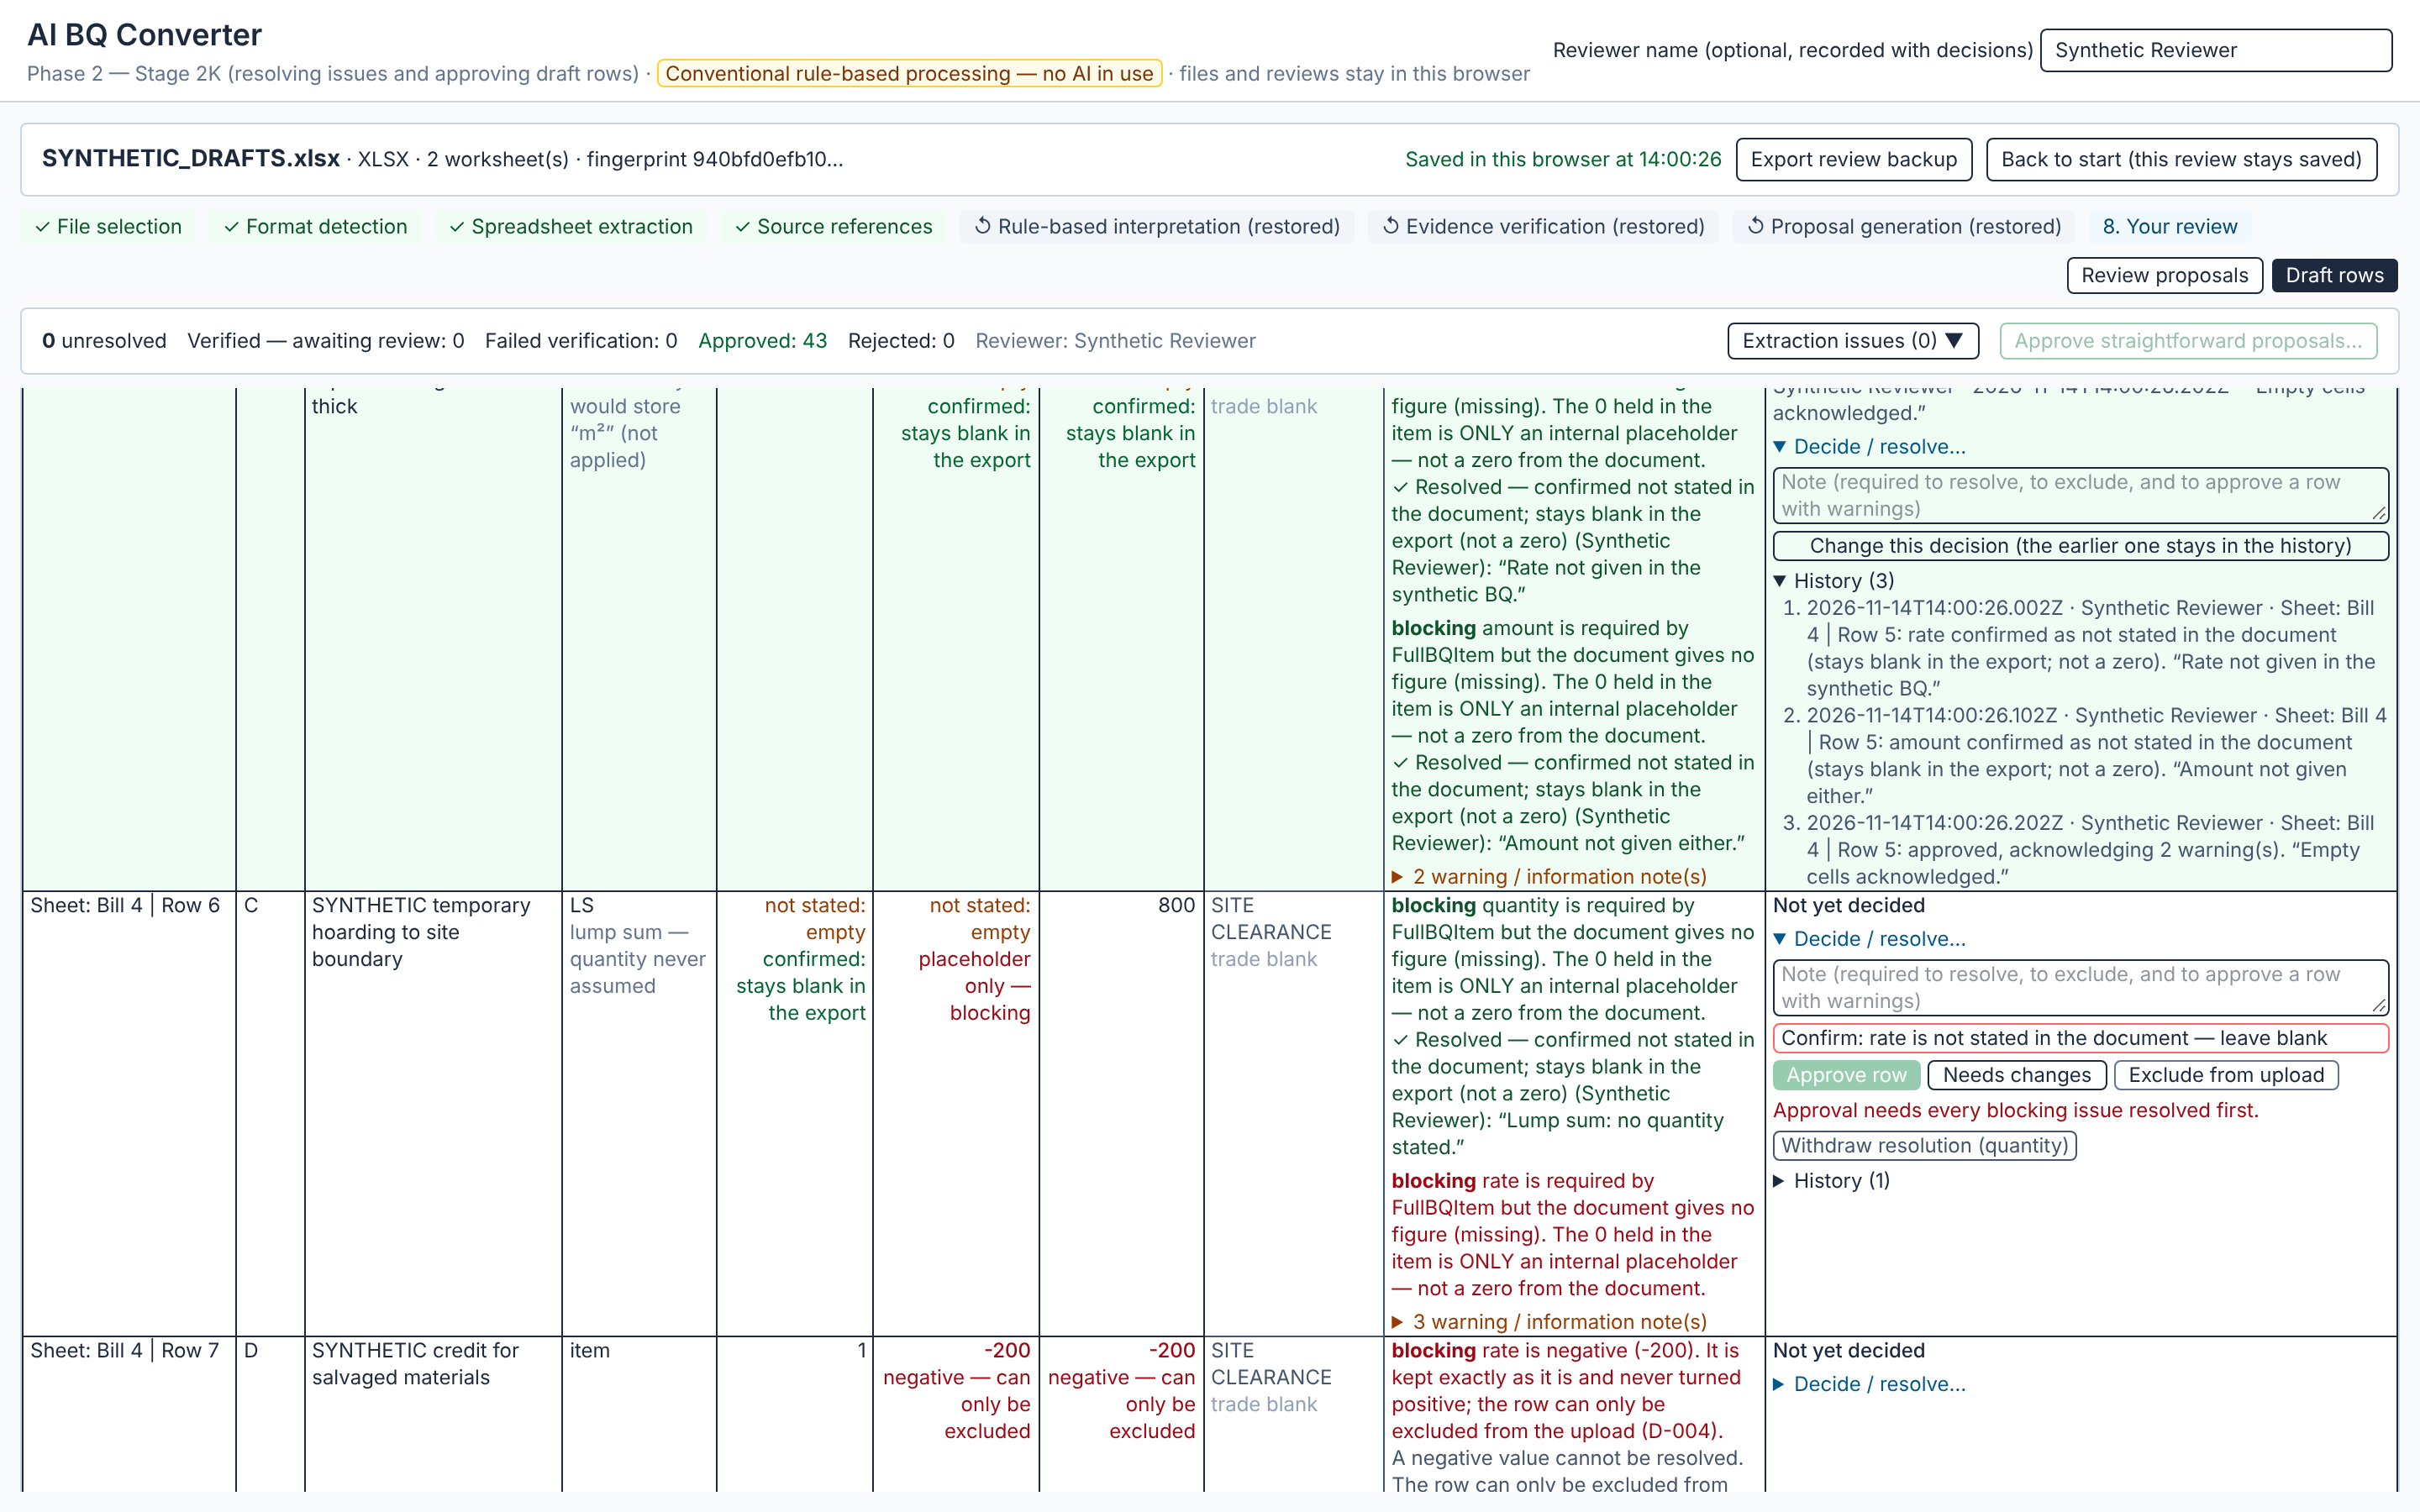 AI BQ Converter
Phase 2 — Stage 2K (resolving issues and approving draft rows) · Conventional rule-based processing — no AI in use · files and reviews stay in this browser
Reviewer name (optional, recorded with decisions) Synthetic Reviewer
SYNTHETIC_DRAFTS.xlsx · XLSX · 2 worksheet(s) · fingerprint 940bfd0efb10…
Saved in this browser at 14:00:26 Export review backup Back to start (this review stays saved)
✓ File selection ✓ Format detection ✓ Spreadsheet extraction ✓ Source references ↺ Rule-based interpretation (restored) ↺ Evidence verification (restored) ↺ Proposal generation (restored) 8. Your review
Review proposals Draft rows
0 unresolved Verified — awaiting review: 0 Failed verification: 0 Approved: 43 Rejected: 0 Reviewer: Synthetic Reviewer
Extraction issues (0) ▼ Approve straightforward proposals…
thick
would store
“m²” (not
applied)
confirmed:
stays blank in
the export
confirmed:
stays blank in
the export
trade blank
figure (missing). The 0 held in the
item is ONLY an internal placeholder
— not a zero from the document.
✓ Resolved — confirmed not stated in
the document; stays blank in the
export (not a zero) (Synthetic
Reviewer): “Rate not given in the
synthetic BQ.”
blocking amount is required by
FullBQItem but the document gives no
figure (missing). The 0 held in the
item is ONLY an internal placeholder
— not a zero from the document.
✓ Resolved — confirmed not stated in
the document; stays blank in the
export (not a zero) (Synthetic
Reviewer): “Amount not given either.”
▶ 2 warning / information note(s)
Synthetic Reviewer · 2026-11-14T14:00:26.202Z · “Empty cells
acknowledged.”
▼ Decide / resolve…
Note (required to resolve, to exclude, and to approve a row
with warnings)
Change this decision (the earlier one stays in the history)
▼ History (3)
1. 2026-11-14T14:00:26.002Z · Synthetic Reviewer · Sheet: Bill
4 | Row 5: rate confirmed as not stated in the document
(stays blank in the export; not a zero). “Rate not given in the
synthetic BQ.”
2. 2026-11-14T14:00:26.102Z · Synthetic Reviewer · Sheet: Bill 4
| Row 5: amount confirmed as not stated in the document
(stays blank in the export; not a zero). “Amount not given
either.”
3. 2026-11-14T14:00:26.202Z · Synthetic Reviewer · Sheet: Bill
4 | Row 5: approved, acknowledging 2 warning(s). “Empty
cells acknowledged.”
Sheet: Bill 4 | Row 6
C
SYNTHETIC temporary
hoarding to site
boundary
LS
lump sum —
quantity never
assumed
not stated:
empty
confirmed:
stays blank in
the export
not stated:
empty
placeholder
only —
blocking
800
SITE
CLEARANCE
trade blank
blocking quantity is required by
FullBQItem but the document gives no
figure (missing). The 0 held in the
item is ONLY an internal placeholder
— not a zero from the document.
✓ Resolved — confirmed not stated in
the document; stays blank in the
export (not a zero) (Synthetic
Reviewer): “Lump sum: no quantity
stated.”
blocking rate is required by
FullBQItem but the document gives no
figure (missing). The 0 held in the
item is ONLY an internal placeholder
— not a zero from the document.
▶ 3 warning / information note(s)
Not yet decided
▼ Decide / resolve…
Note (required to resolve, to exclude, and to approve a row
with warnings)
Confirm: rate is not stated in the document — leave blank
Approve row Needs changes Exclude from upload
Approval needs every blocking issue resolved first.
Withdraw resolution (quantity)
▶ History (1)
Sheet: Bill 4 | Row 7
D
SYNTHETIC credit for
salvaged materials
item
1
-200
negative — can
only be
excluded
-200
negative — can
only be
excluded
SITE
CLEARANCE
trade blank
blocking rate is negative (-200). It is
kept exactly as it is and never turned
positive; the row can only be
excluded from the upload (D-004).
A negative value cannot be resolved.
The row can only be excluded from
Not yet decided
▶ Decide / resolve…